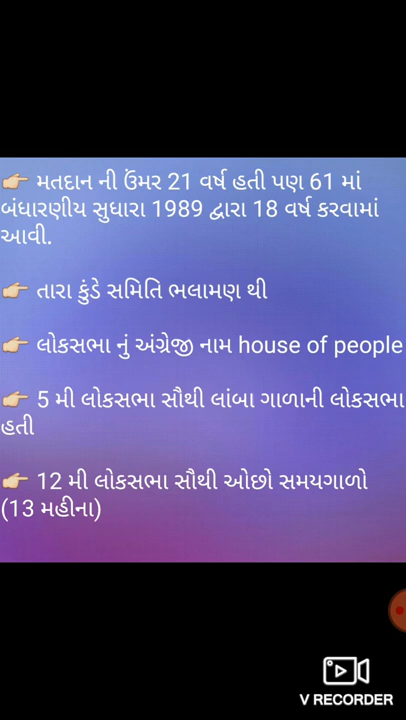 👉 મતદાન ની ઉંમર 21 વર્ષ હતી પણ 61 માં
બંધારણીય સુધારા 1989 દ્વારા 18 વર્ષ કરવામાં
આવી.
👉 તારા કુંડે સમિતિ ભલામણ થી
👉 લોકસભા નું અંગ્રેજી નામ house of people
👉 5 મી લોકસભા સૌથી લાંબા ગાળાની લોકસભા
હતી
👉 12 મી લોકસભા સૌથી ઓછો સમયગાળો
(13 મહીના)
V RECORDER